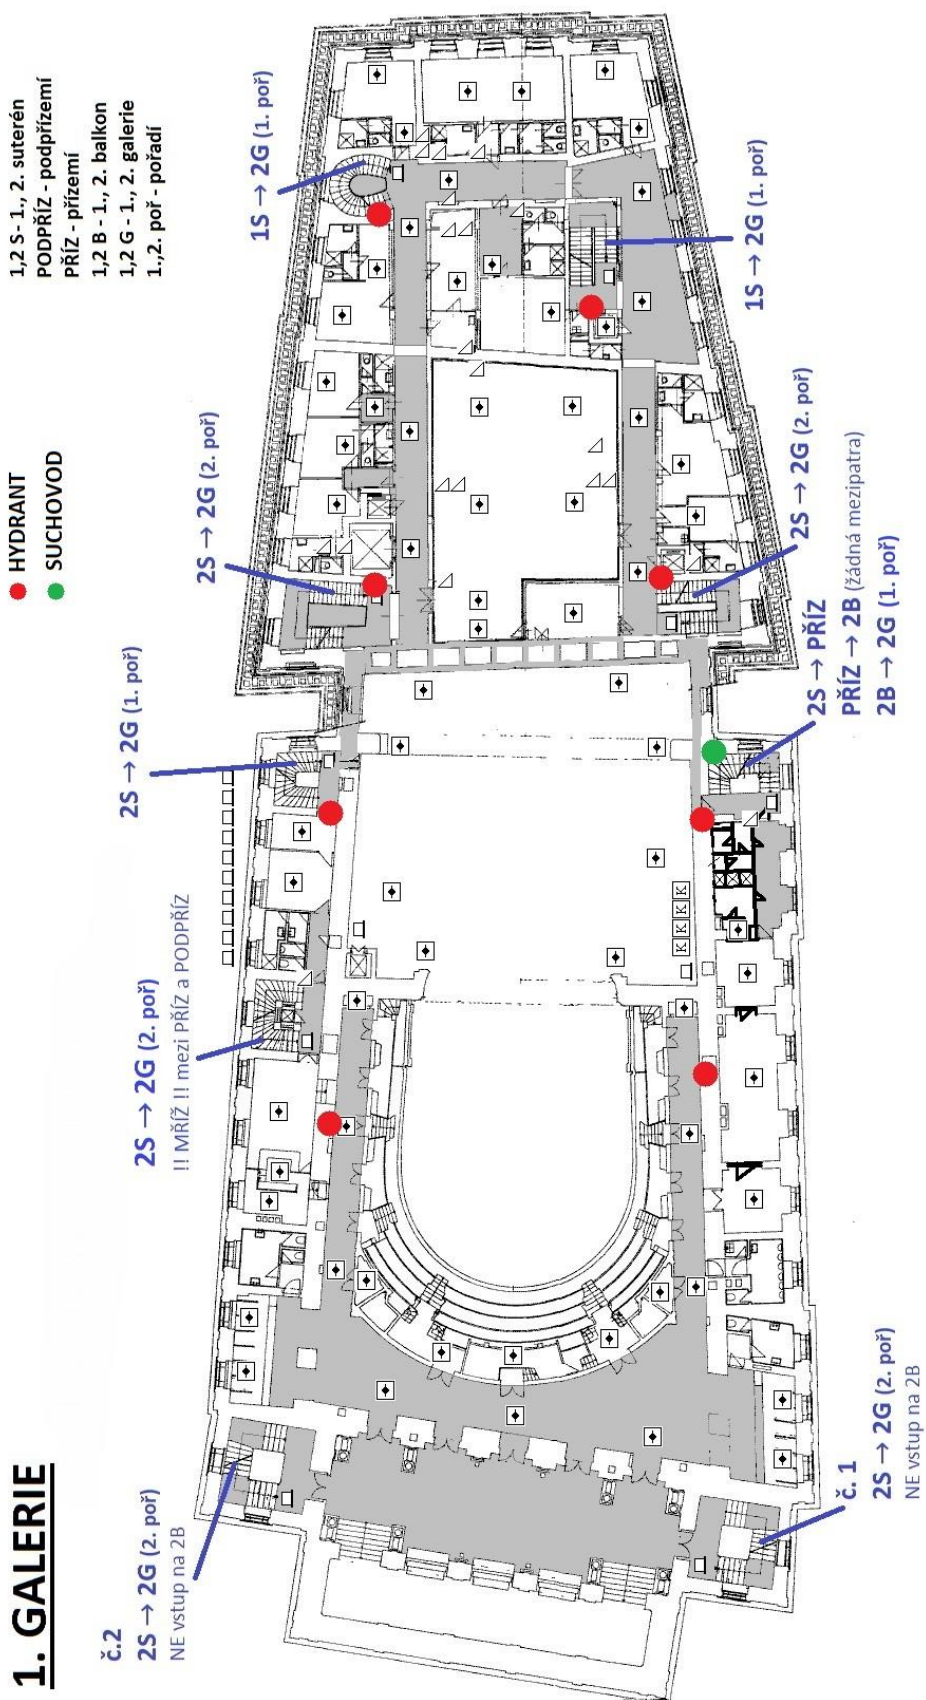 1. GALERIE
HYDRANT
SUCHOVOD
1,2 S- 1., 2. suterén
PODPŘÍZ - podpřízemí
PŘÍZ - přízemí
1,2 B - 1., 2. balkon
1,2 G - 1., 2. galerie
1.,2. poř - pořadí
č.2
2S → 2G (2. poř)
NE vstup na 2B
2S → 2G (2. poř)
!! MŘÍŽ !! mezi PŘÍZ a PODPŘÍZ
2S → 2G (1. poř)
2S → 2G (2. poř)
1S → 2G (1. poř)
K K K K
č.1
2S → 2G (2. poř)
NE vstup na 2B
2S → PŘÍZ
PŘÍZ → 2B (žádná mezipatra)
2B → 2G (1. poř)
2S → 2G (2. poř)
1S → 2G (1. poř)